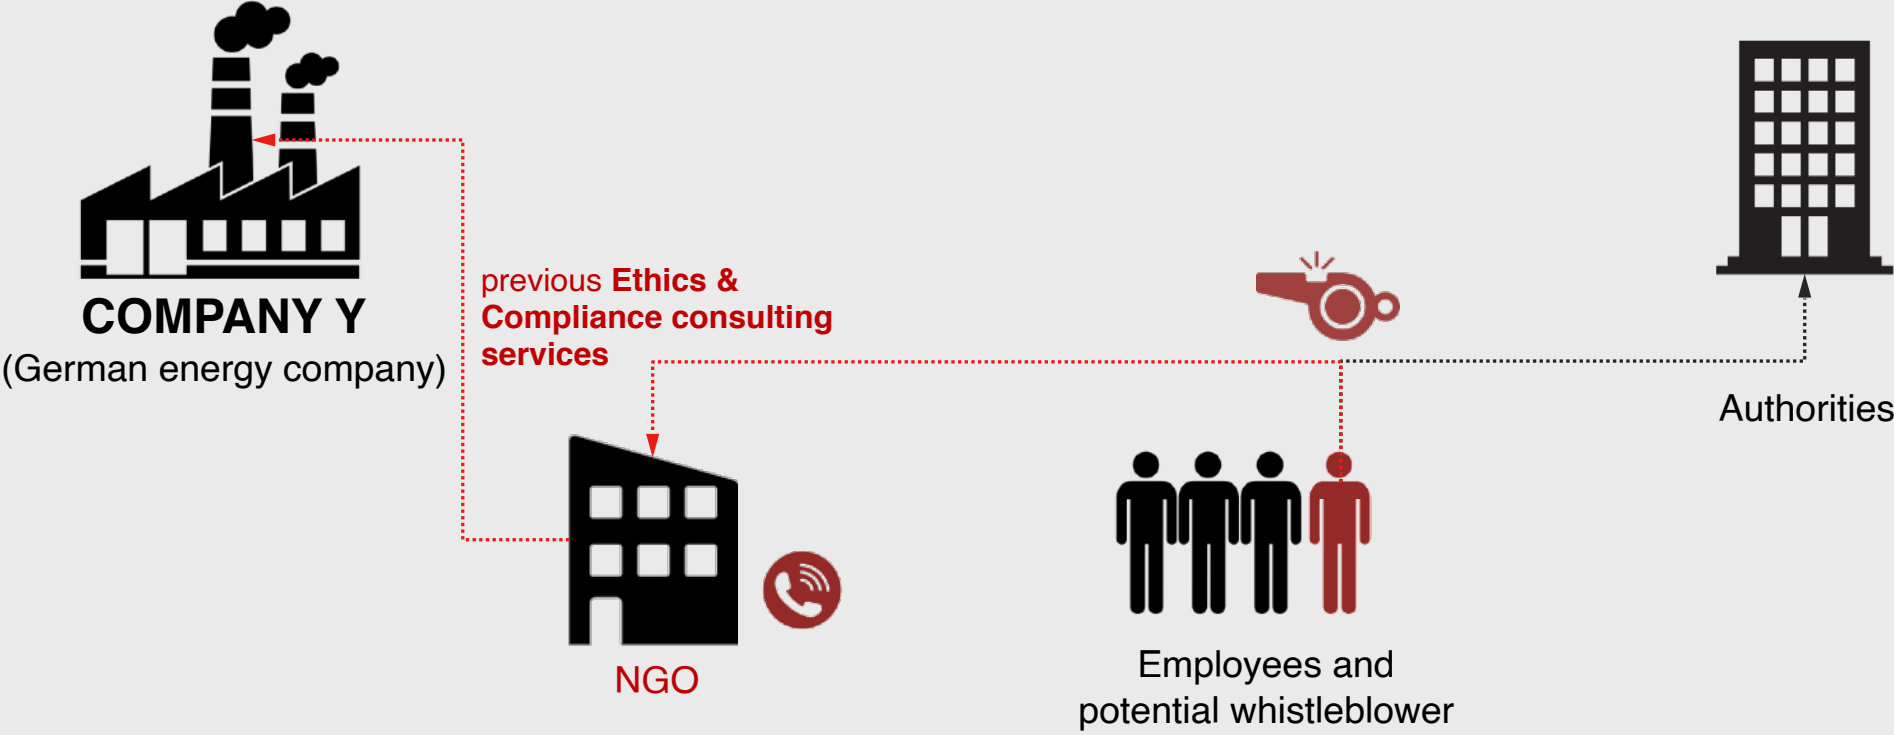 COMPANY Y
(German energy company)
previous Ethics &
Compliance consulting
services
Authorities
NGO
Employees and
potential whistleblower